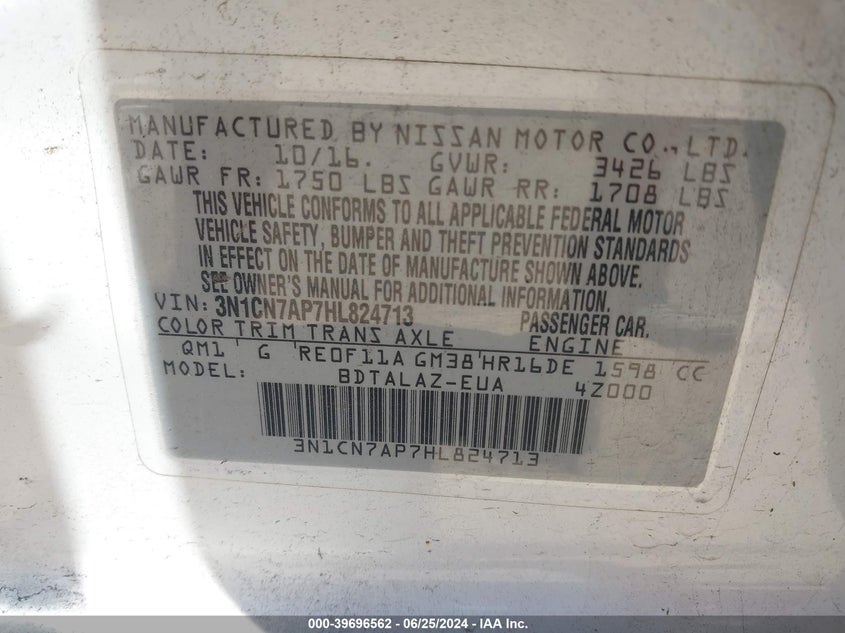 MANUFACTURED BY NISSAN MOTOR CO., LTD.
DATE: 10/16. GVWR: 3426 LBS
GAWR FR: 1750 LBS GAWR RR: 1708 LBS
THIS VEHICLE CONFORMS TO ALL APPLICABLE FEDERAL MOTOR
VEHICLE SAFETY, BUMPER AND THEFT PREVENTION STANDARDS
IN EFFECT ON THE DATE OF MANUFACTURE SHOWN ABOVE.
SEE OWNER'S MANUAL FOR ADDITIONAL INFORMATION.
VIN: 3N1CN7AP7HL824713 PASSENGER CAR.
COLOR TRIM TRANS AXLE ENGINE
QM1 ' G 'RE0F11A GM38'HR16DE 1598 CC
MODEL: BDTALAZ-EUA 4Z000
3N1CN7AP7HL824713
000-39696562 / 06/25/2024 - IAA Inc.